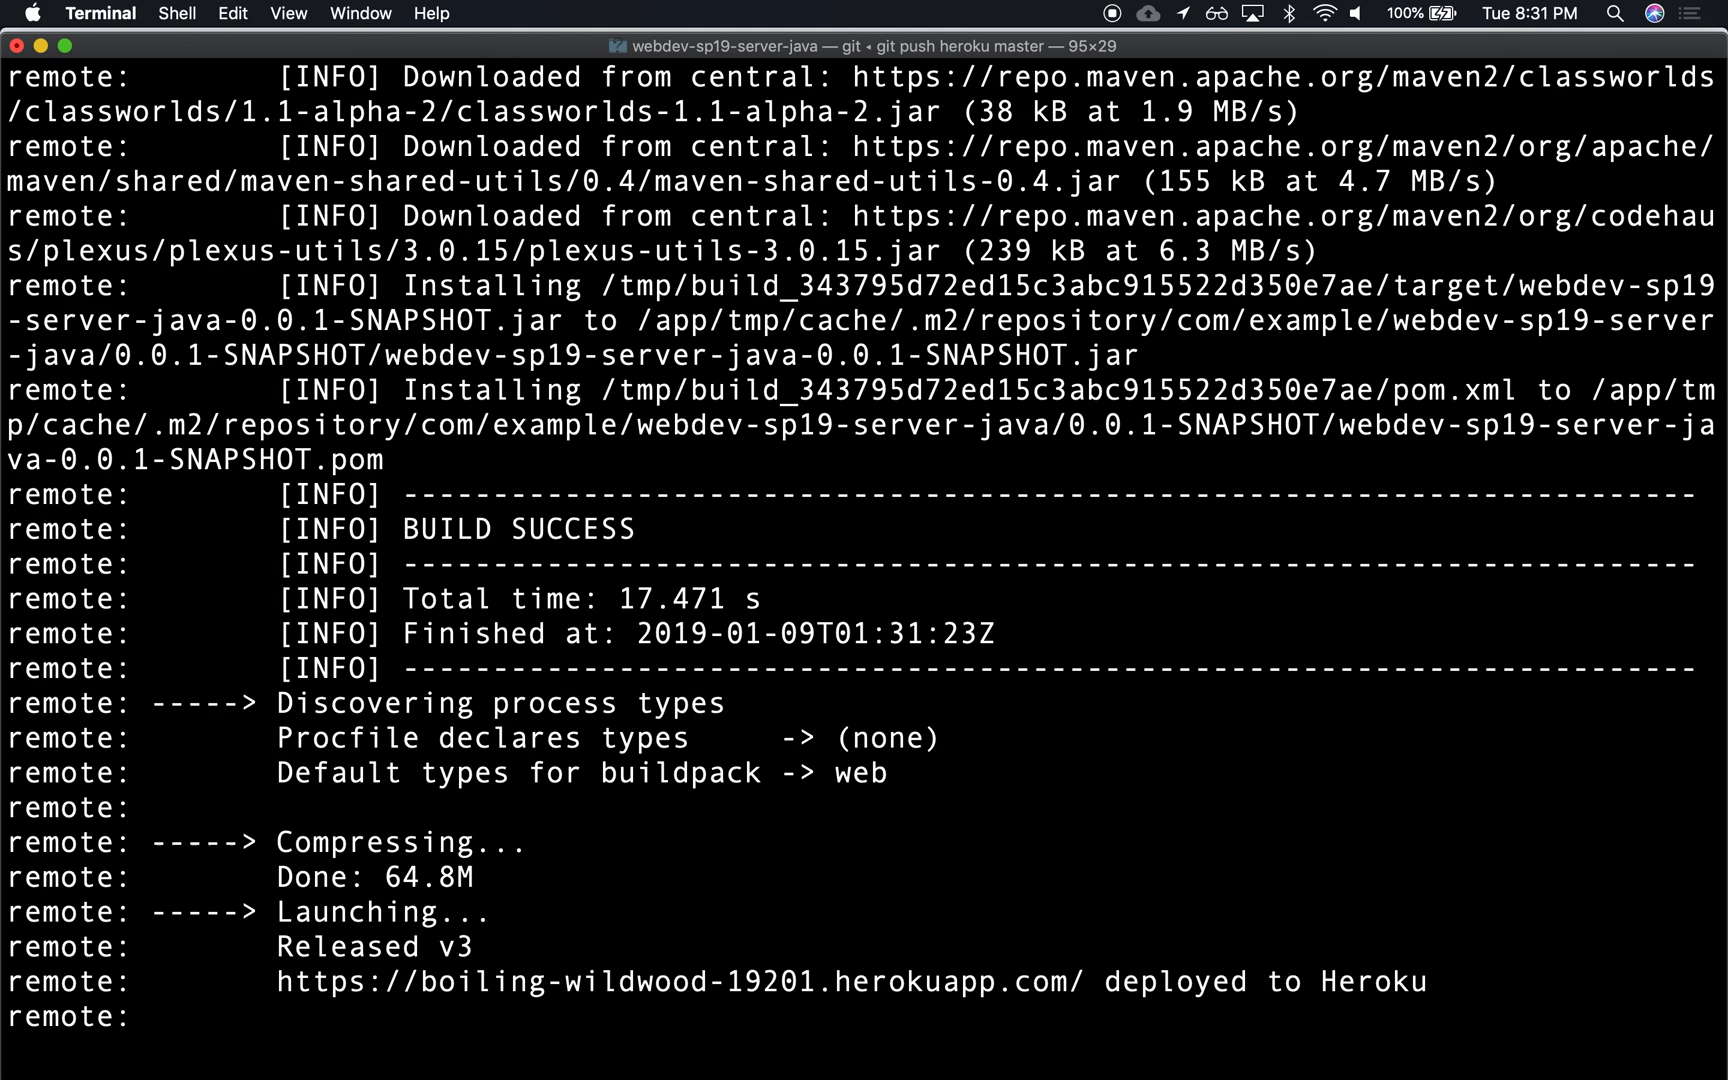 Terminal Shell Edit View Window Help 100% Tue 8:31 PM
webdev-sp19-server-java — git ◂ git push heroku master — 95×29
remote:        [INFO] Downloaded from central: https://repo.maven.apache.org/maven2/classworlds
/classworlds/1.1-alpha-2/classworlds-1.1-alpha-2.jar (38 kB at 1.9 MB/s)
remote:        [INFO] Downloaded from central: https://repo.maven.apache.org/maven2/org/apache/
maven/shared/maven-shared-utils/0.4/maven-shared-utils-0.4.jar (155 kB at 4.7 MB/s)
remote:        [INFO] Downloaded from central: https://repo.maven.apache.org/maven2/org/codehau
s/plexus/plexus-utils/3.0.15/plexus-utils-3.0.15.jar (239 kB at 6.3 MB/s)
remote:        [INFO] Installing /tmp/build_343795d72ed15c3abc915522d350e7ae/target/webdev-sp19
-server-java-0.0.1-SNAPSHOT.jar to /app/tmp/cache/.m2/repository/com/example/webdev-sp19-server
-java/0.0.1-SNAPSHOT/webdev-sp19-server-java-0.0.1-SNAPSHOT.jar
remote:        [INFO] Installing /tmp/build_343795d72ed15c3abc915522d350e7ae/pom.xml to /app/tm
p/cache/.m2/repository/com/example/webdev-sp19-server-java/0.0.1-SNAPSHOT/webdev-sp19-server-ja
va-0.0.1-SNAPSHOT.pom
remote:        [INFO] ------------------------------------------------------------------------
remote:        [INFO] BUILD SUCCESS
remote:        [INFO] ------------------------------------------------------------------------
remote:        [INFO] Total time: 17.471 s
remote:        [INFO] Finished at: 2019-01-09T01:31:23Z
remote:        [INFO] ------------------------------------------------------------------------
remote: -----> Discovering process types
remote:        Procfile declares types     -> (none)
remote:        Default types for buildpack -> web
remote:
remote: -----> Compressing...
remote:        Done: 64.8M
remote: -----> Launching...
remote:        Released v3
remote:        https://boiling-wildwood-19201.herokuapp.com/ deployed to Heroku
remote: